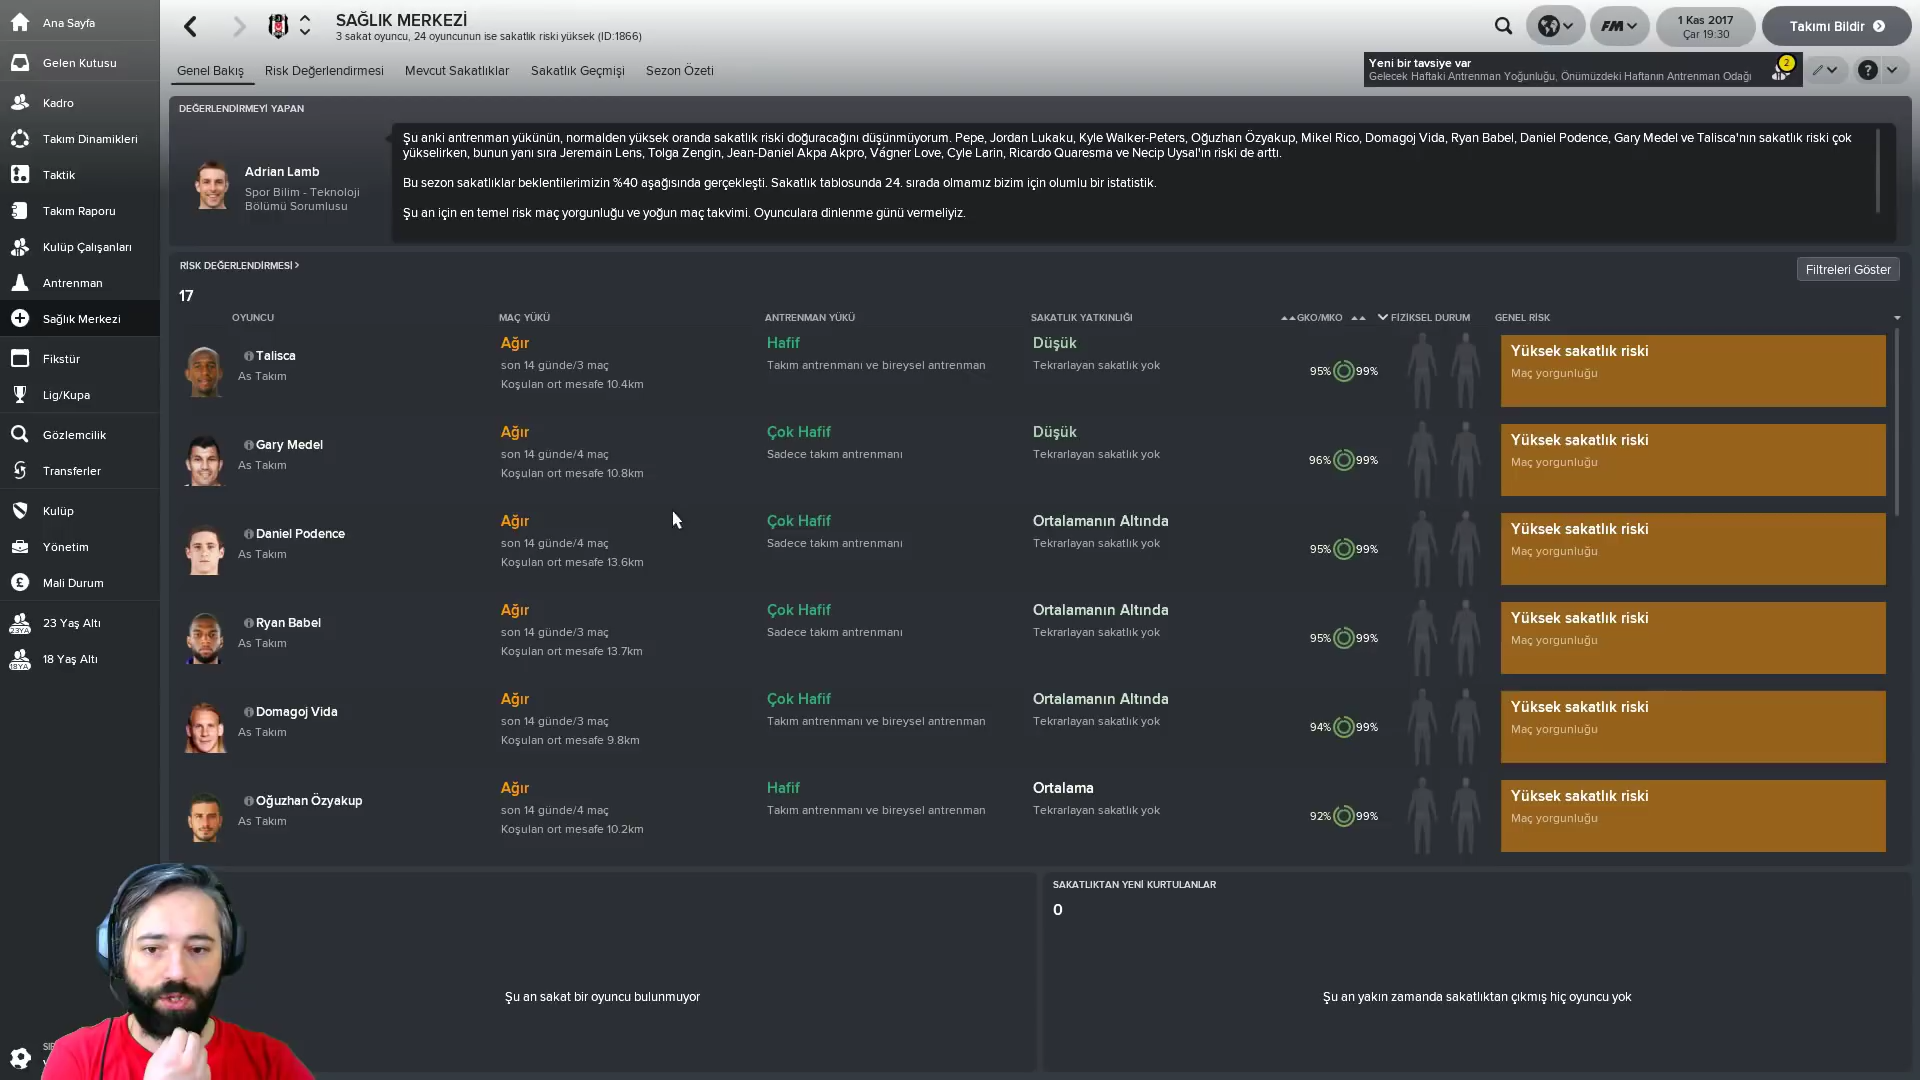 Ana Sayfa
Gelen Kutusu
Kadro
Takım Dinamikleri
Taktik
Takım Raporu
Kulüp Çalışanları
Antrenman
Sağlık Merkezi
Fikstür
Lig/Kupa
Gözlemcilik
Transferler
Kulüp
Yönetim
Mali Durum
23YA
23 Yaş Altı
18YA
18 Yaş Altı
SAĞLIK MERKEZİ
3 sakat oyuncu, 24 oyuncunun ise sakatlık riski yüksek (ID:1866)
FM
1 Kas 2017
Çar 19:30
Takımı Bildir
Genel Bakış
Risk Değerlendirmesi
Mevcut Sakatlıklar
Sakatlık Geçmişi
Sezon Özeti
Yeni bir tavsiye var
Gelecek Haftaki Antrenman Yoğunluğu, Önümüzdeki Haftanın Antrenman Odağı
2
?
DEĞERLENDİRMEYİ YAPAN
Adrian Lamb
Spor Bilim - Teknoloji
Bölümü Sorumlusu
Şu anki antrenman yükünün, normalden yüksek oranda sakatlık riski doğuracağını düşünmüyorum. Pepe, Jordan Lukaku, Kyle Walker-Peters, Oğuzhan Özyakup, Mikel Rico, Domagoj Vida, Ryan Babel, Daniel Podence, Gary Medel ve Talisca'nın sakatlık riski çok
yükselirken, bunun yanı sıra Jeremain Lens, Tolga Zengin, Jean-Daniel Akpa Akpro, Vágner Love, Cyle Larin, Ricardo Quaresma ve Necip Uysal'ın riski de arttı.
Bu sezon sakatlıklar beklentilerimizin %40 aşağısında gerçekleşti. Sakatlık tablosunda 24. sırada olmamız bizim için olumlu bir istatistik.
Şu an için en temel risk maç yorgunluğu ve yoğun maç takvimi. Oyunculara dinlenme günü vermeliyiz.
RİSK DEĞERLENDİRMESİ >
Filtreleri Göster
17
OYUNCU MAÇ YÜKÜ ANTRENMAN YÜKÜ SAKATLIK YATKINLIĞI GKO/MKO FİZİKSEL DURUM GENEL RİSK
Talisca
As Takım
Ağır
son 14 günde/3 maç
Koşulan ort mesafe 10.4km
Hafif
Takım antrenmanı ve bireysel antrenman
Düşük
Tekrarlayan sakatlık yok
95% 99%
Yüksek sakatlık riski
Maç yorgunluğu
Gary Medel
As Takım
Ağır
son 14 günde/4 maç
Koşulan ort mesafe 10.8km
Çok Hafif
Sadece takım antrenmanı
Düşük
Tekrarlayan sakatlık yok
96% 99%
Yüksek sakatlık riski
Maç yorgunluğu
Daniel Podence
As Takım
Ağır
son 14 günde/4 maç
Koşulan ort mesafe 13.6km
Çok Hafif
Sadece takım antrenmanı
Ortalamanın Altında
Tekrarlayan sakatlık yok
95% 99%
Yüksek sakatlık riski
Maç yorgunluğu
Ryan Babel
As Takım
Ağır
son 14 günde/3 maç
Koşulan ort mesafe 13.7km
Çok Hafif
Sadece takım antrenmanı
Ortalamanın Altında
Tekrarlayan sakatlık yok
95% 99%
Yüksek sakatlık riski
Maç yorgunluğu
Domagoj Vida
As Takım
Ağır
son 14 günde/3 maç
Koşulan ort mesafe 9.8km
Çok Hafif
Takım antrenmanı ve bireysel antrenman
Ortalamanın Altında
Tekrarlayan sakatlık yok
94% 99%
Yüksek sakatlık riski
Maç yorgunluğu
Oğuzhan Özyakup
As Takım
Ağır
son 14 günde/4 maç
Koşulan ort mesafe 10.2km
Hafif
Takım antrenmanı ve bireysel antrenman
Ortalama
Tekrarlayan sakatlık yok
92% 99%
Yüksek sakatlık riski
Maç yorgunluğu
Şu an sakat bir oyuncu bulunmuyor
SAKATLIKTAN YENİ KURTULANLAR
0
Şu an yakın zamanda sakatlıktan çıkmış hiç oyuncu yok